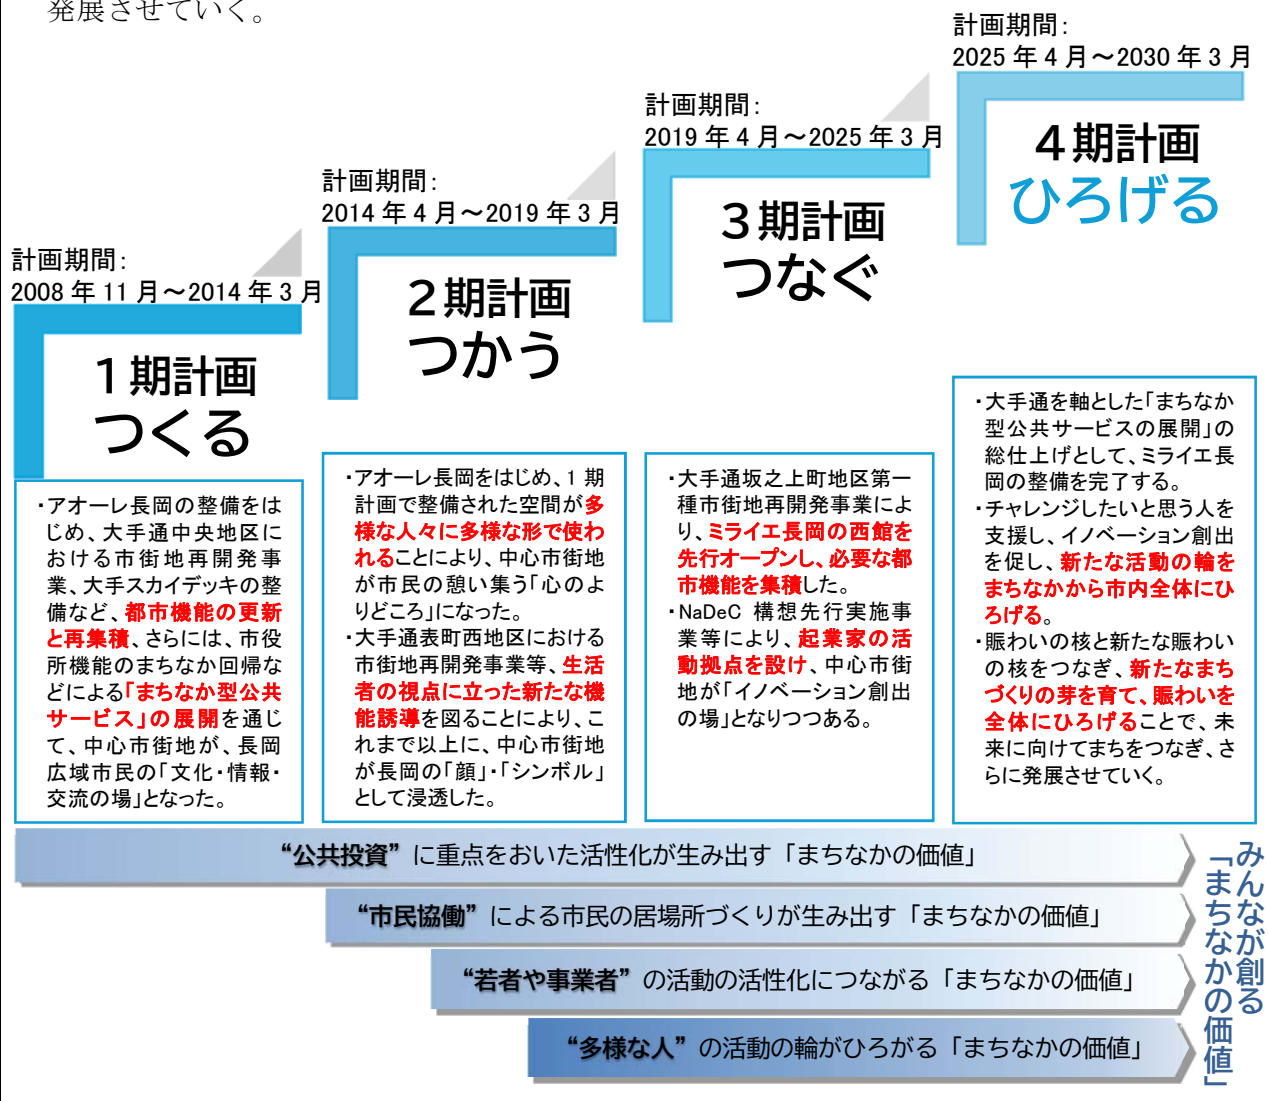 発展させていく。
計画期間：
2008 年 11 月～2014 年 3 月
1期計画
つくる
・アオーレ長岡の整備をは
じめ、大手通中央地区に
おける市街地再開発事
業、大手スカイデッキの整
備など、都市機能の更新
と再集積、さらには、市役
所機能のまちなか回帰な
どによる「まちなか型公共
サービス」の展開を通じ
て、中心市街地が、長岡
広域市民の「文化・情報・
交流の場」となった。
計画期間：
2014 年 4 月～2019 年 3 月
2期計画
つかう
・アオーレ長岡をはじめ、1 期
計画で整備された空間が多
様な人々に多様な形で使わ
れることにより、中心市街地
が市民の憩い集う「心のよ
りどころ」になった。
・大手通表町西地区における
市街地再開発事業等、生活
者の視点に立った新たな機
能誘導を図ることにより、こ
れまで以上に、中心市街地
が長岡の「顔」・「シンボル」
として浸透した。
計画期間：
2019 年 4 月～2025 年 3 月
3期計画
つなぐ
・大手通坂之上町地区第一
種市街地再開発事業によ
り、ミライエ長岡の西館を
先行オープンし、必要な都
市機能を集積した。
・NaDeC 構想先行実施事
業等により、起業家の活
動拠点を設け、中心市街
地が「イノベーション創出
の場」となりつつある。
計画期間：
2025 年 4 月～2030 年 3 月
4期計画
ひろげる
・大手通を軸とした「まちなか
型公共サービスの展開」の
総仕上げとして、ミライエ長
岡の整備を完了する。
・チャレンジしたいと思う人を
支援し、イノベーション創出
を促し、新たな活動の輪を
まちなかから市内全体にひ
ろげる。
・賑わいの核と新たな賑わい
の核をつなぎ、新たなまち
づくりの芽を育て、賑わいを
全体にひろげることで、未
来に向けてまちをつなぎ、さ
らに発展させていく。
“公共投資”に重点をおいた活性化が生み出す「まちなかの価値」
“市民協働”による市民の居場所づくりが生み出す「まちなかの価値」
“若者や事業者”の活動の活性化につながる「まちなかの価値」
“多様な人”の活動の輪がひろがる「まちなかの価値」
みんなが創る
「まちなかの価値」